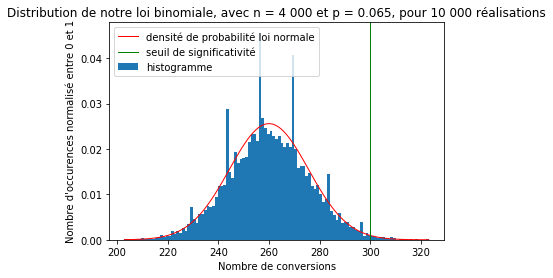 Distribution de notre loi binomiale, avec n = 4 000 et p = 0.065, pour 10 000 réalisations
densité de probabilité loi normale
seuil de significativité
histogramme
Nombre d'occurences normalisé entre 0 et 1
0.04
0.03
0.02
0.01
0.00
200 220 240 260 280 300 320
Nombre de conversions